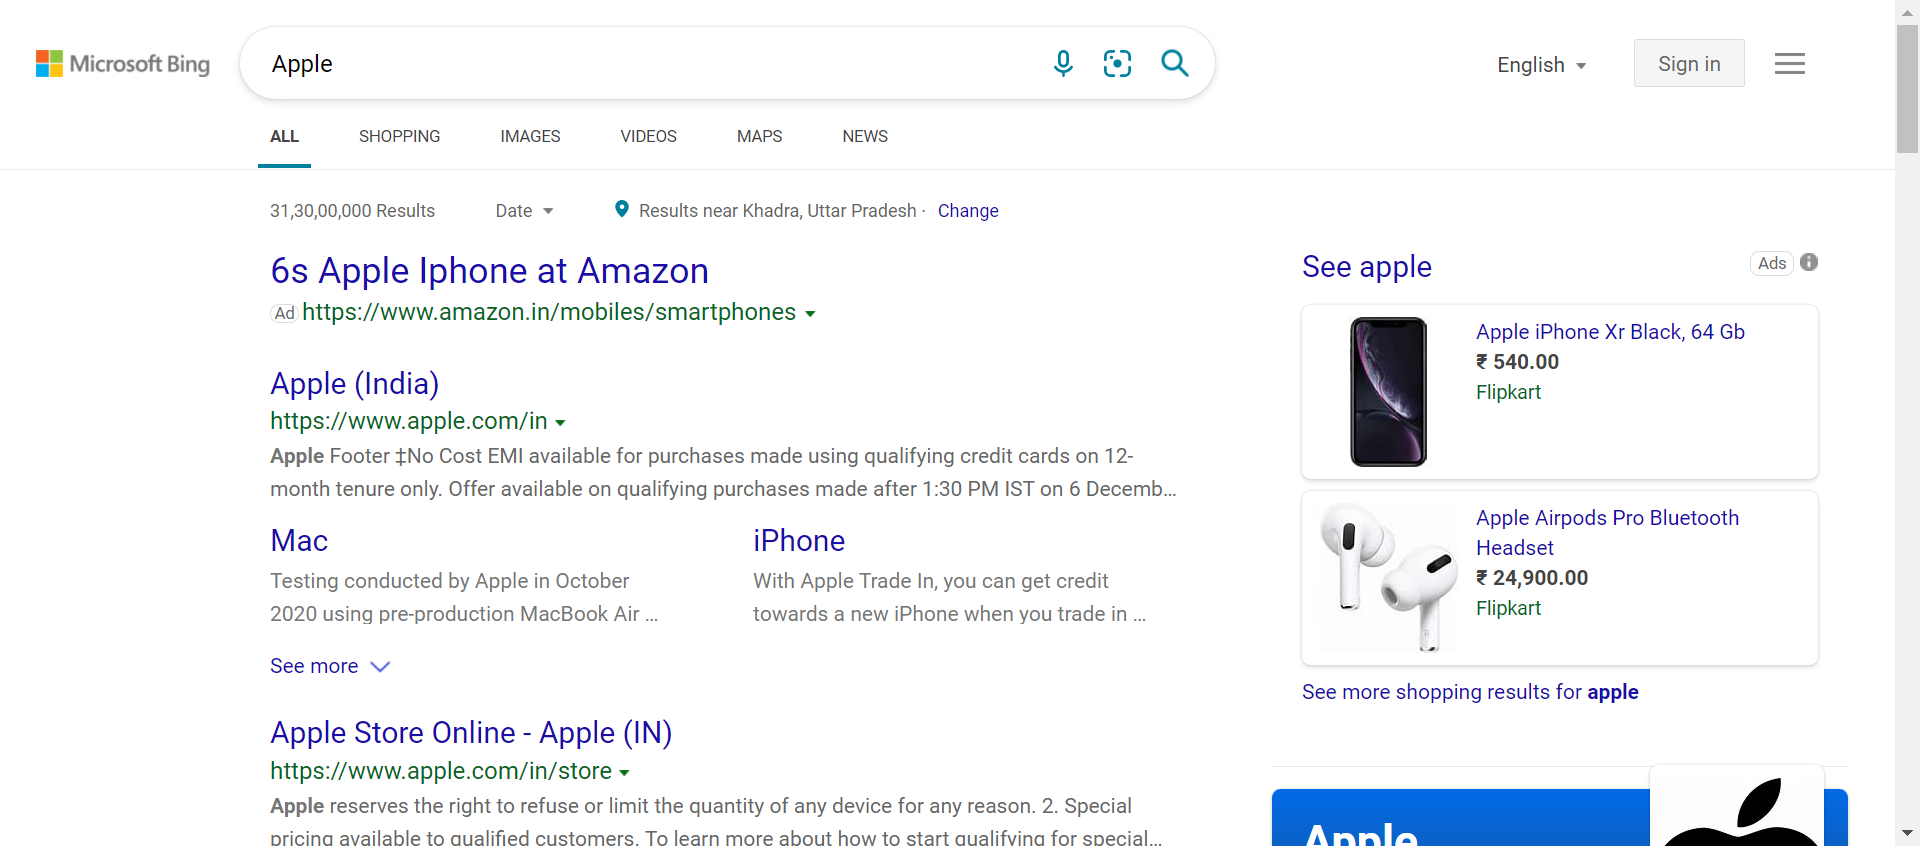 Microsoft Bing
Apple
English
Sign in
ALL
SHOPPING
IMAGES
VIDEOS
MAPS
NEWS
31,30,00,000 Results
Date
Results near Khadra, Uttar Pradesh ·
Change
6s Apple Iphone at Amazon
Ad https://www.amazon.in/mobiles/smartphones
Apple (India)
https://www.apple.com/in
Apple Footer ‡No Cost EMI available for purchases made using qualifying credit cards on 12-
month tenure only. Offer available on qualifying purchases made after 1:30 PM IST on 6 Decemb…
Mac
Testing conducted by Apple in October
2020 using pre-production MacBook Air …
iPhone
With Apple Trade In, you can get credit
towards a new iPhone when you trade in …
See more
Apple Store Online - Apple (IN)
https://www.apple.com/in/store
Apple reserves the right to refuse or limit the quantity of any device for any reason. 2. Special
pricing available to qualified customers. To learn more about how to start qualifying for special…
See apple
Ads
Apple iPhone Xr Black, 64 Gb
₹ 540.00
Flipkart
Apple Airpods Pro Bluetooth
Headset
₹ 24,900.00
Flipkart
See more shopping results for apple
Apple